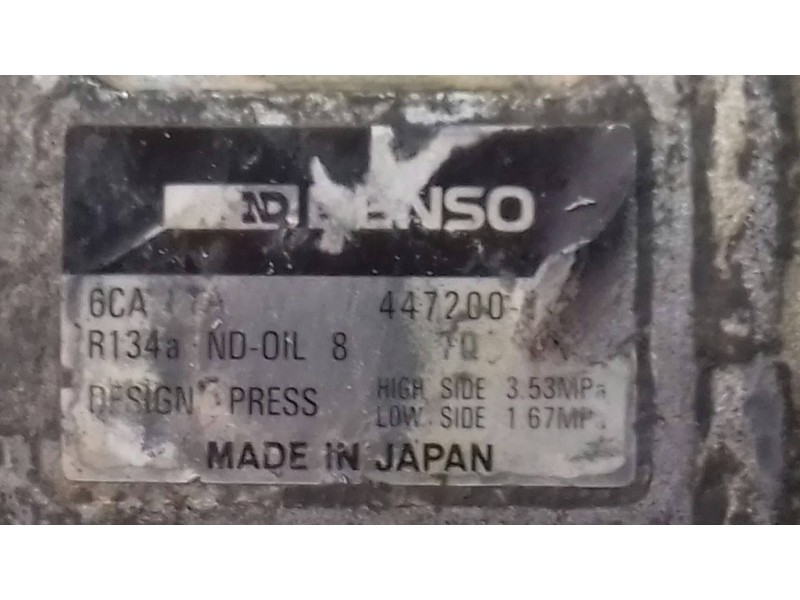 ND DENSO
6CA 447200-
R134a ND-OIL 8
DESIGN PRESS HIGH SIDE 3.53MPa
LOW SIDE 1.67MPa
MADE IN JAPAN